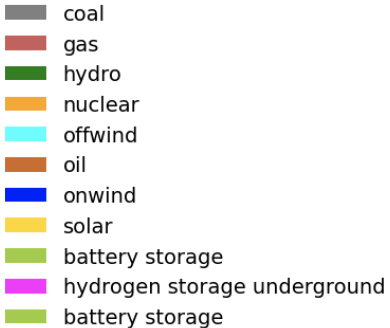 coal
gas
hydro
nuclear
offwind
oil
onwind
solar
battery storage
hydrogen storage underground
battery storage